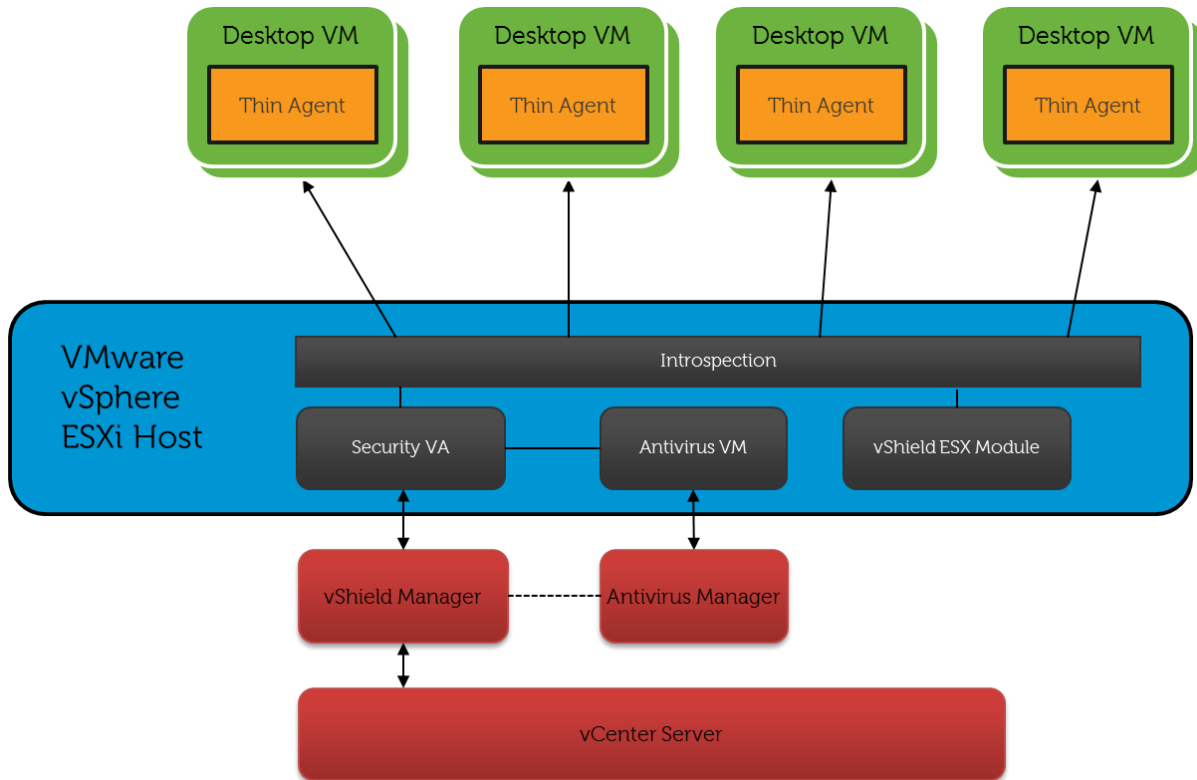 Desktop VM
Thin Agent
Desktop VM
Thin Agent
Desktop VM
Thin Agent
Desktop VM
Thin Agent
VMware
vSphere
ESXi Host
Introspection
Security VA
Antivirus VM
vShield ESX Module
vShield Manager
Antivirus Manager
vCenter Server